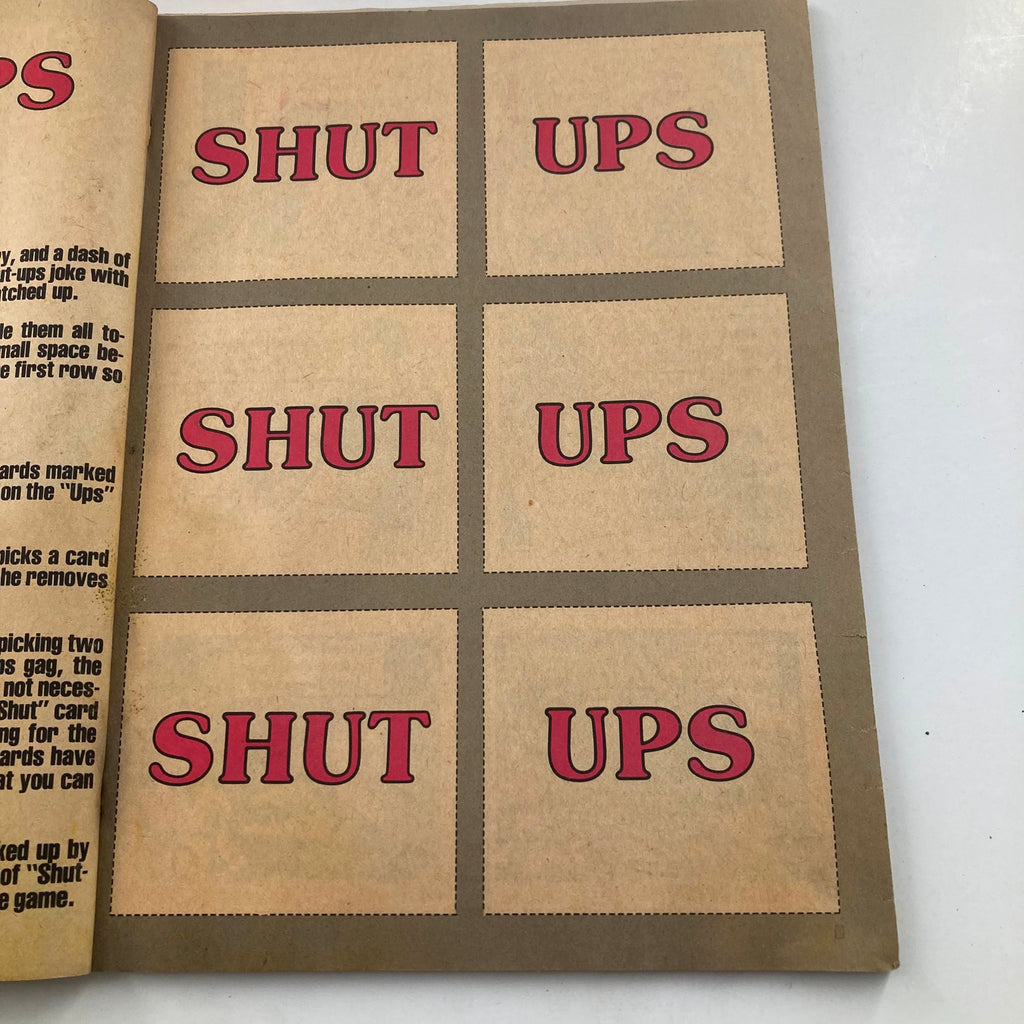 PS
y, and a dash of
ut-ups joke with
atched up.
le them all to-
mall space be-
e first row so
ards marked
on the "Ups"
picks a card
he removes
picking two
ps gag, the
not neces-
Shut" card
ng for the
ards have
at you can
ked up by
of "Shut-
e game.
SHUT UPS
SHUT UPS
SHUT UPS